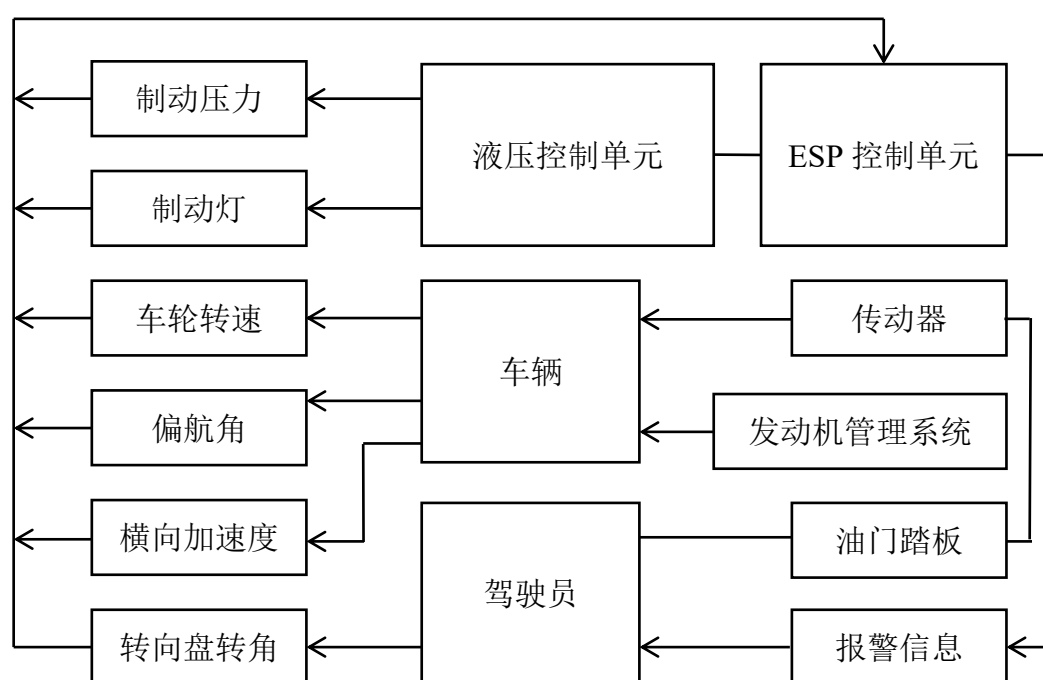 制动压力
液压控制单元
ESP 控制单元
制动灯
车轮转速
车辆
传动器
偏航角
发动机管理系统
横向加速度
驾驶员
油门踏板
转向盘转角
报警信息